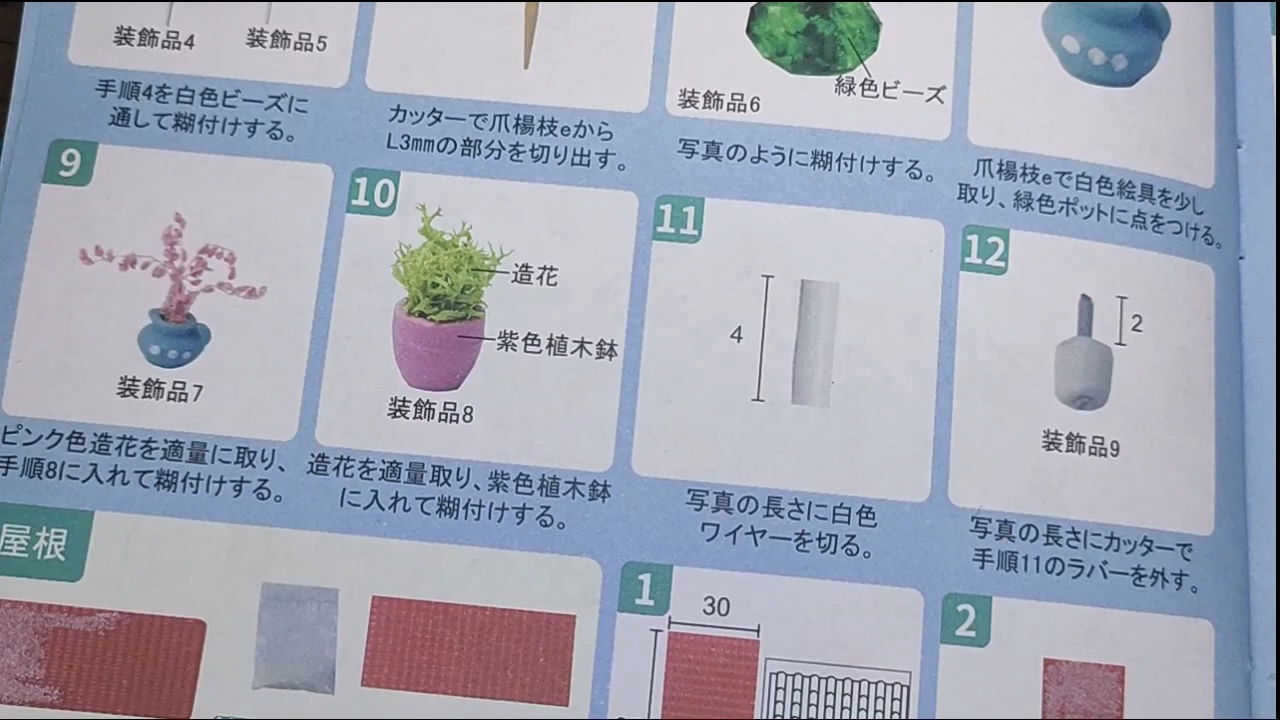 装飾品4
装飾品5
手順4を白色ビーズに
通して糊付けする。
カッターで爪楊枝eから
L3mmの部分を切り出す。
緑色ビーズ
装飾品6
写真のように糊付けする。
爪楊枝eで白色絵具を少し
取り、緑色ポットに点をつける。
9
装飾品7
ピンク色造花を適量に取り、
手順8に入れて糊付けする。
10
造花
紫色植木鉢
装飾品8
造花を適量取り、紫色植木鉢
に入れて糊付けする。
11
4
写真の長さに白色
ワイヤーを切る。
12
2
装飾品9
写真の長さにカッターで
手順11のラバーを外す。
屋根
1
30
2